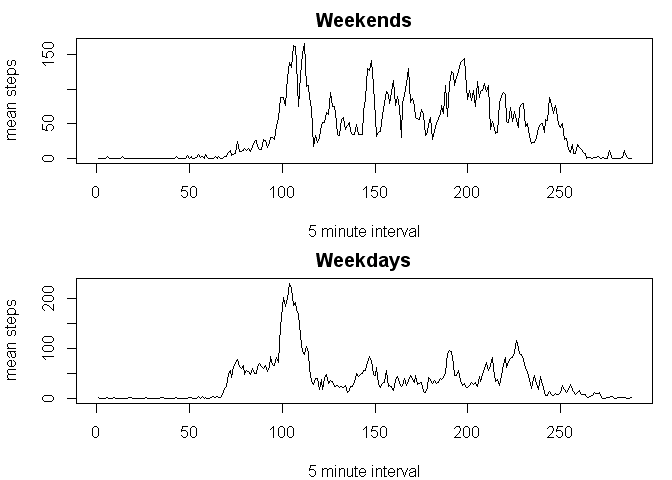 Weekends
mean steps
0 50 150
0 50 100 150 200 250
5 minute interval
Weekdays
mean steps
0 100 200
0 50 100 150 200 250
5 minute interval